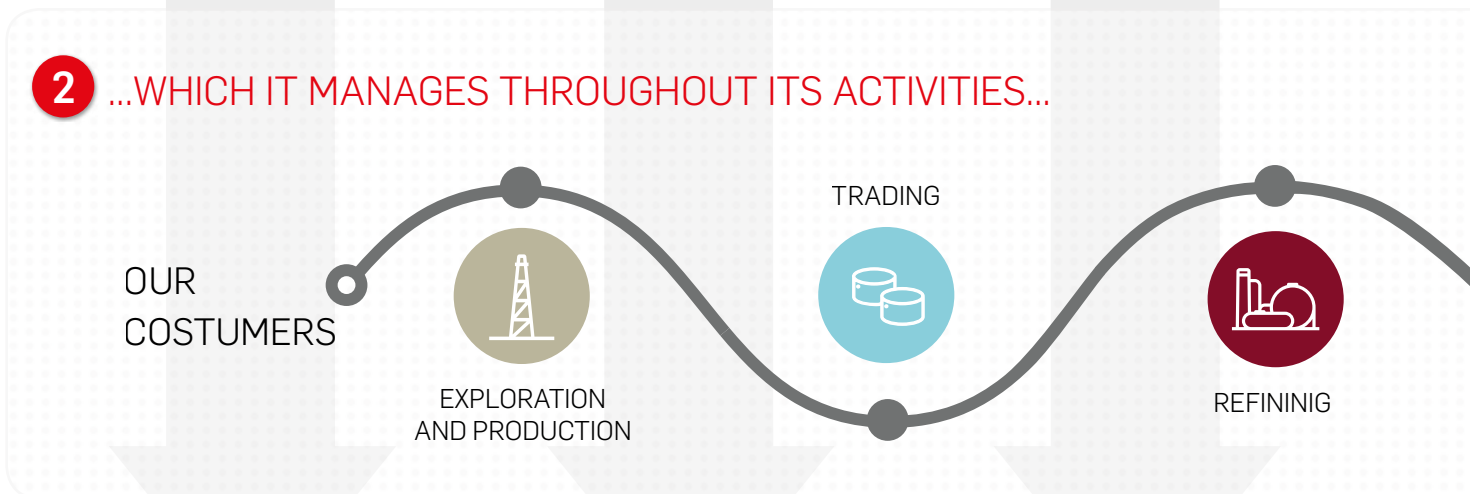 2 ...WHICH IT MANAGES THROUGHOUT ITS ACTIVITIES...
OUR
COSTUMERS
EXPLORATION
AND PRODUCTION
TRADING
REFININIG